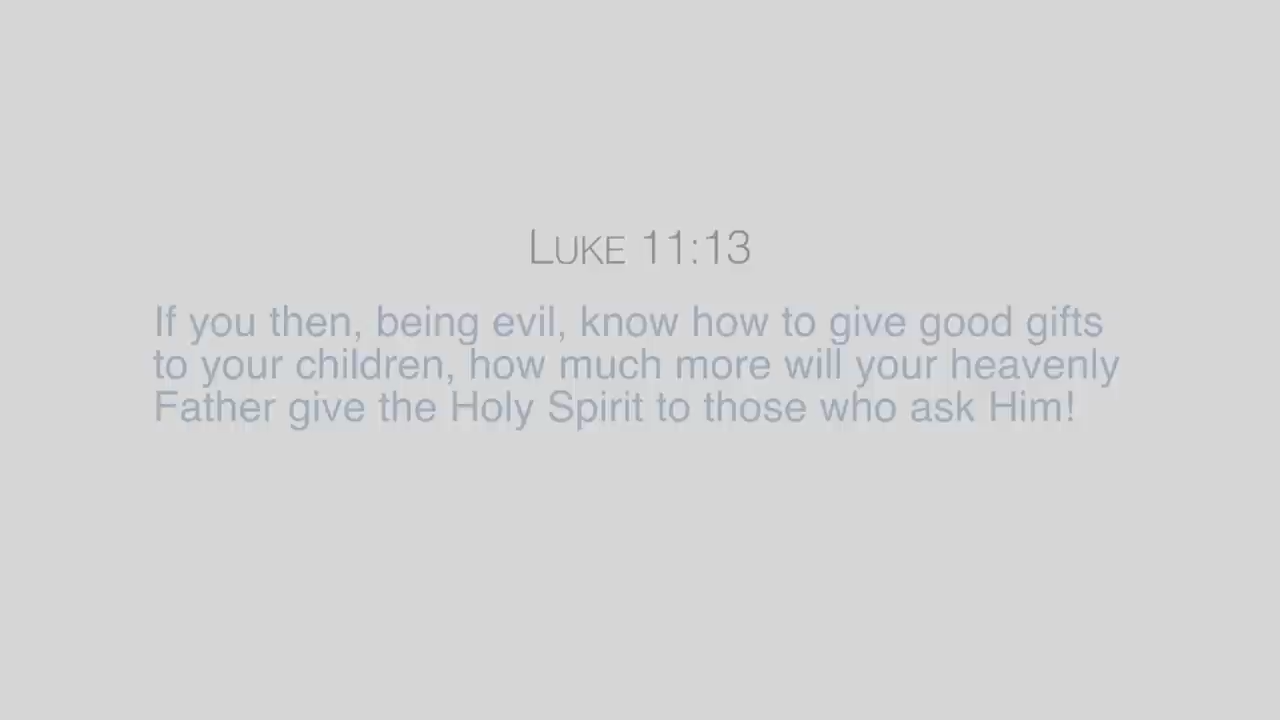 LUKE 11:13
If you then, being evil, know how to give good gifts
to your children, how much more will your heavenly
Father give the Holy Spirit to those who ask Him!